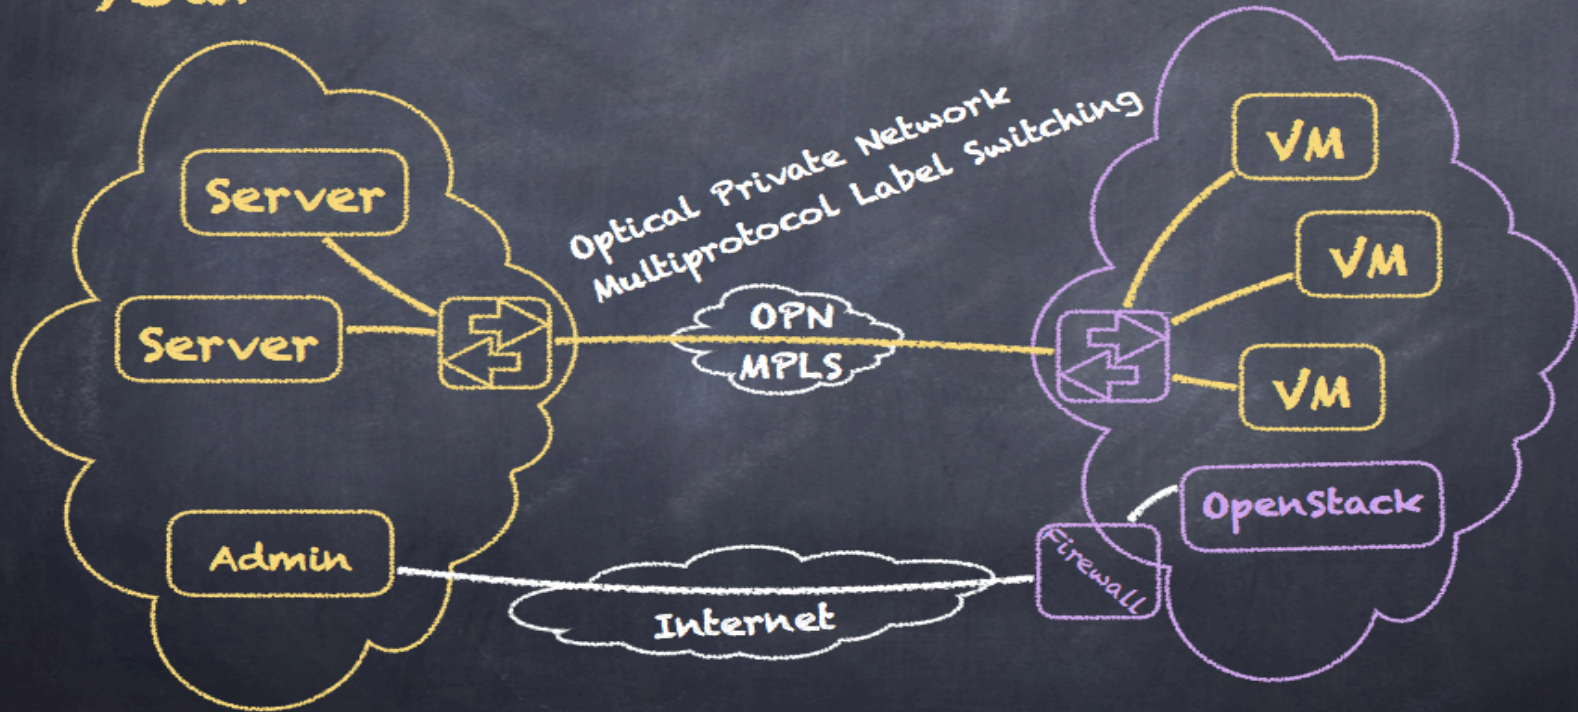 Optical Private Network
Multiprotocol Label Switching
Server
Server
Admin
OPN
MPLS
Internet
VM
VM
VM
OpenStack
Firewall